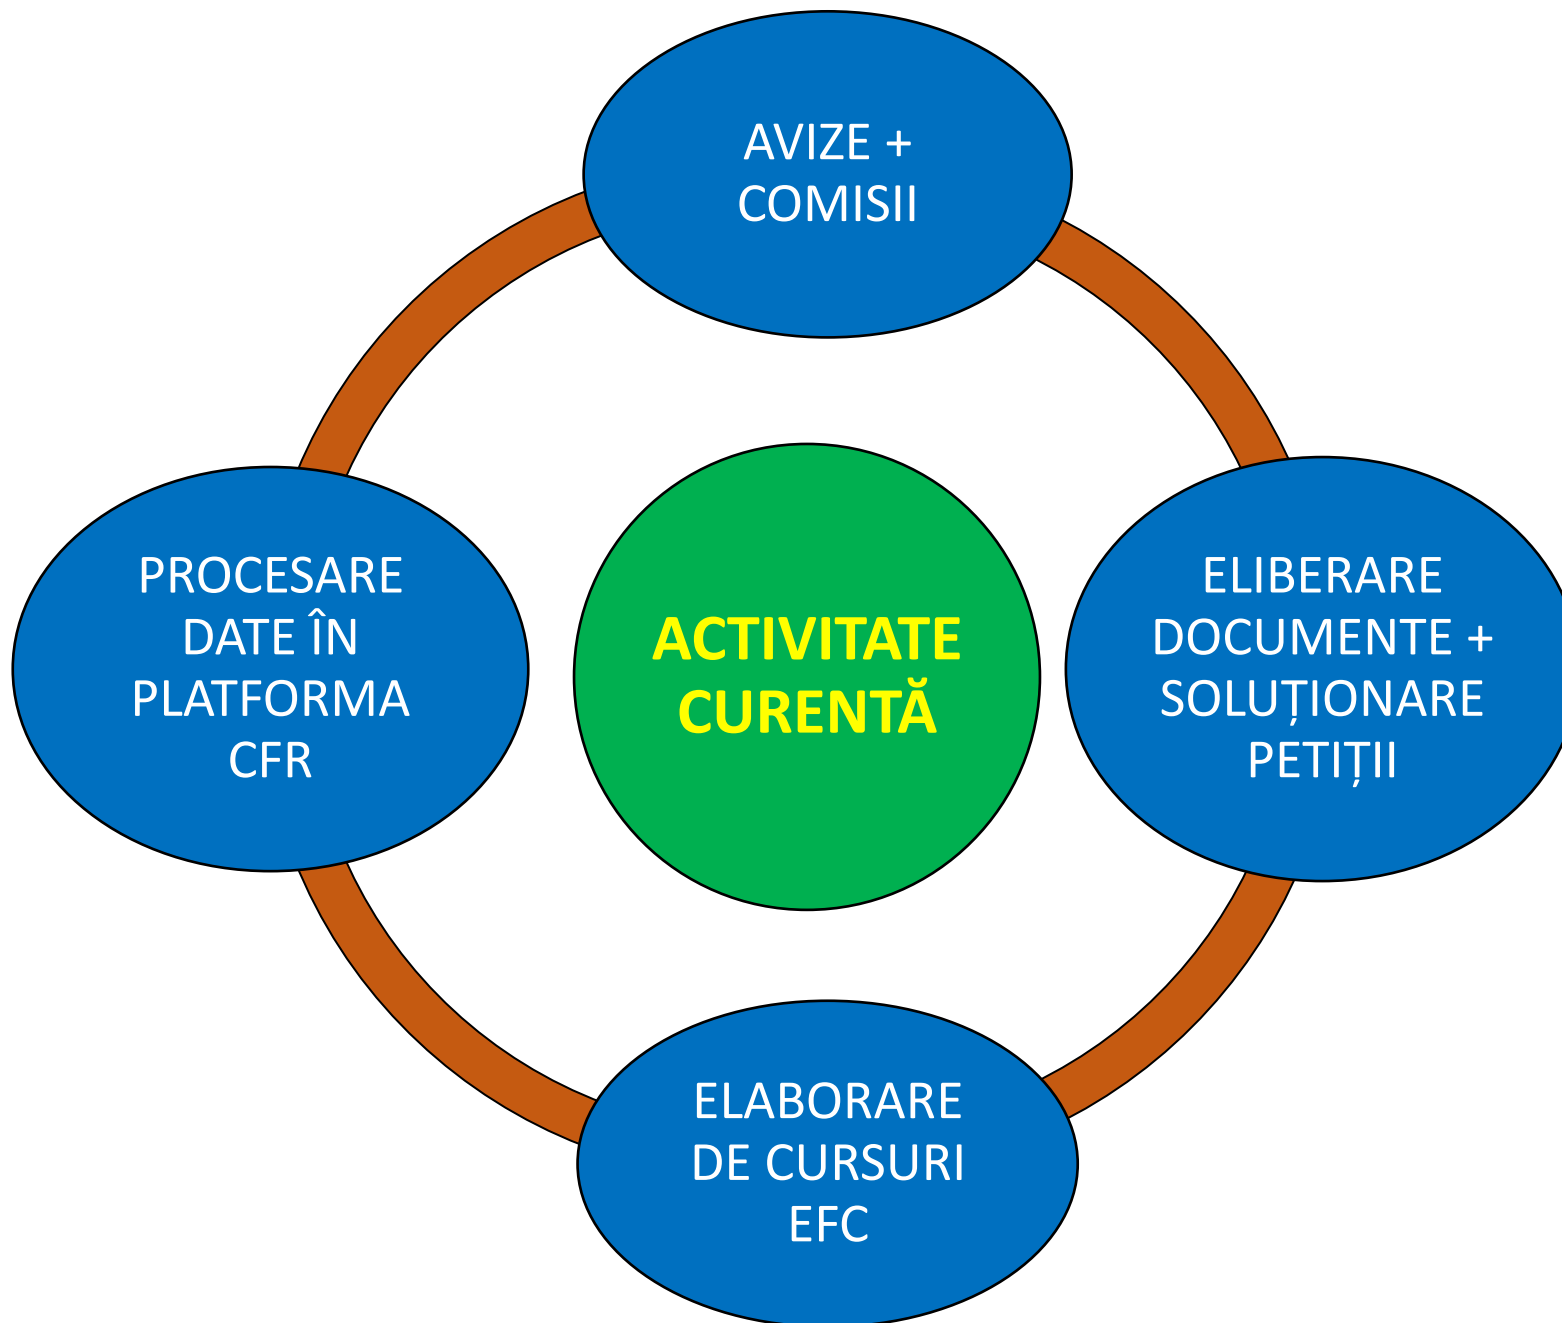 AVIZE +
COMISII
PROCESARE
DATE ÎN
PLATFORMA
CFR
ACTIVITATE
CURENTĂ
ELIBERARE
DOCUMENTE +
SOLUȚIONARE
PETIȚII
ELABORARE
DE CURSURI
EFC